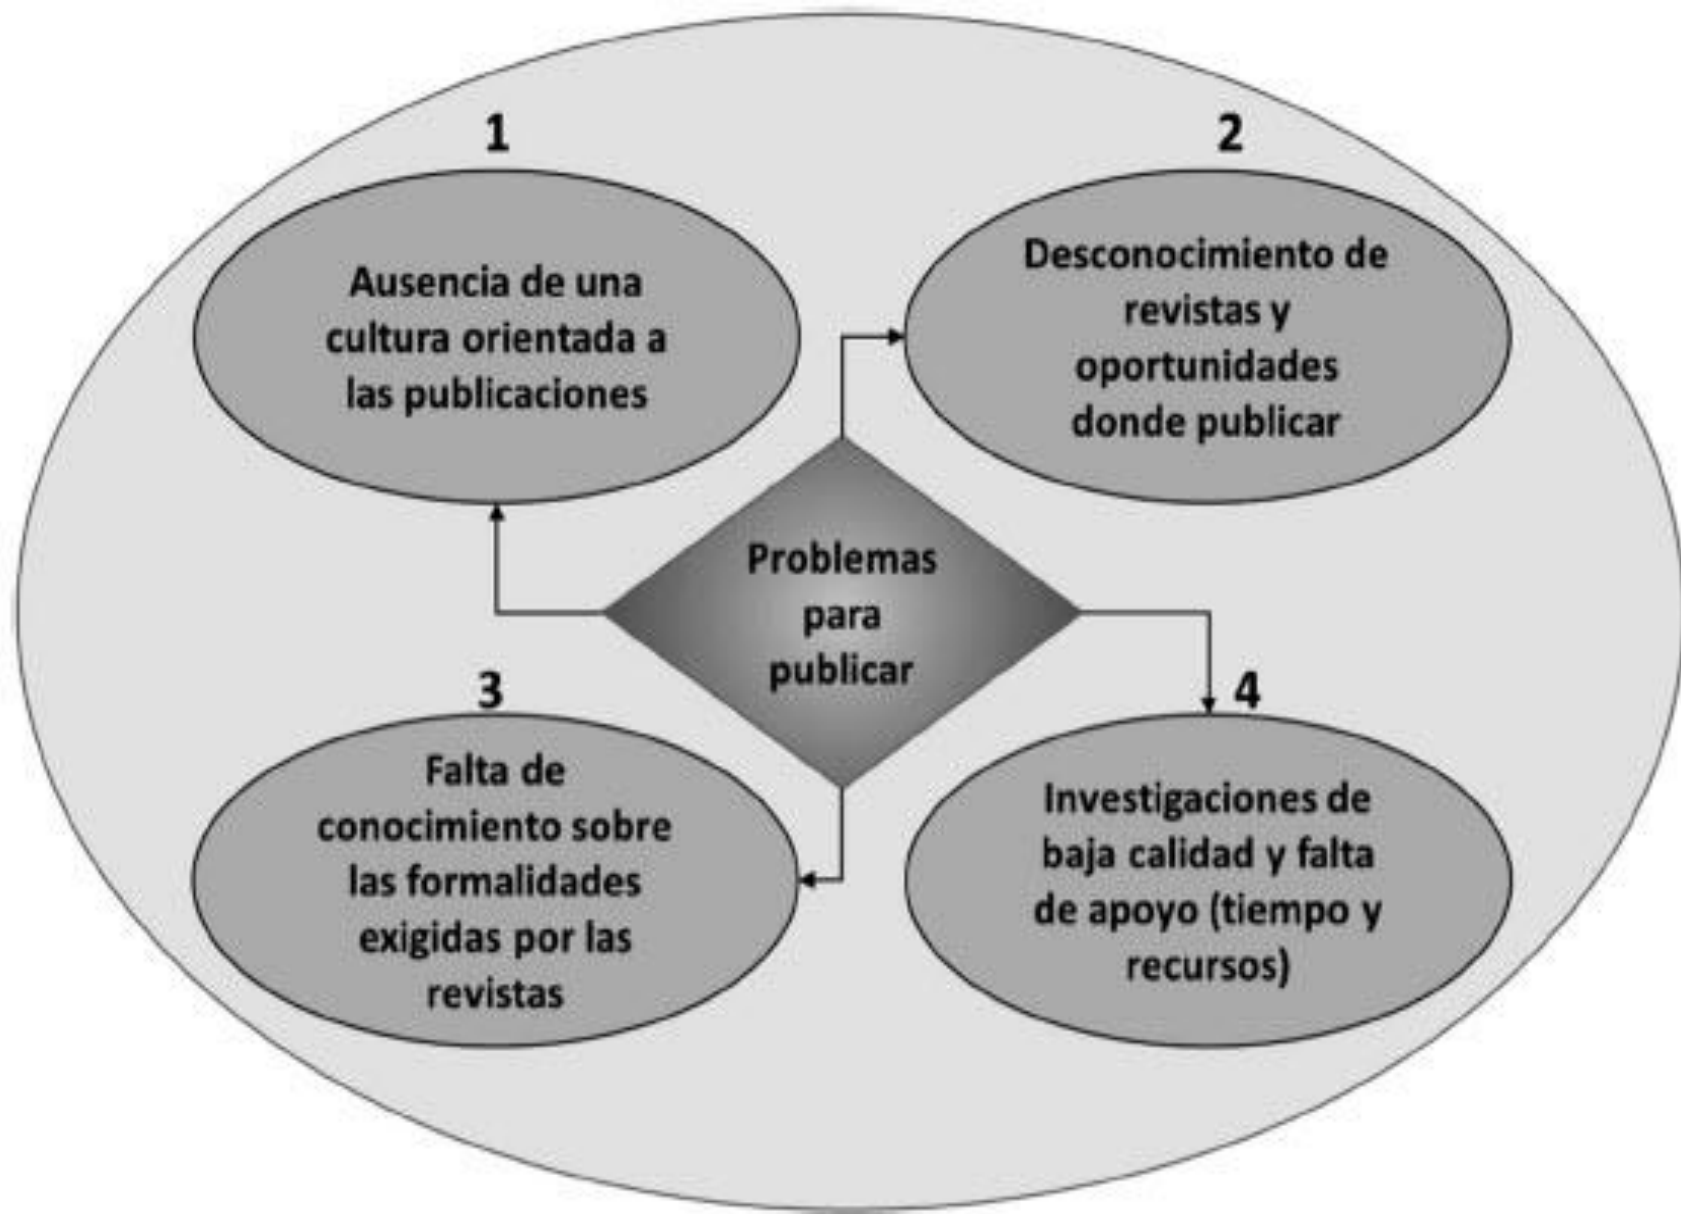 1
Ausencia de una
cultura orientada a
las publicaciones
2
Desconocimiento de
revistas y
oportunidades
donde publicar
Problemas
para
publicar
3
Falta de
conocimiento sobre
las formalidades
exigidas por las
revistas
4
Investigaciones de
baja calidad y falta
de apoyo (tiempo y
recursos)